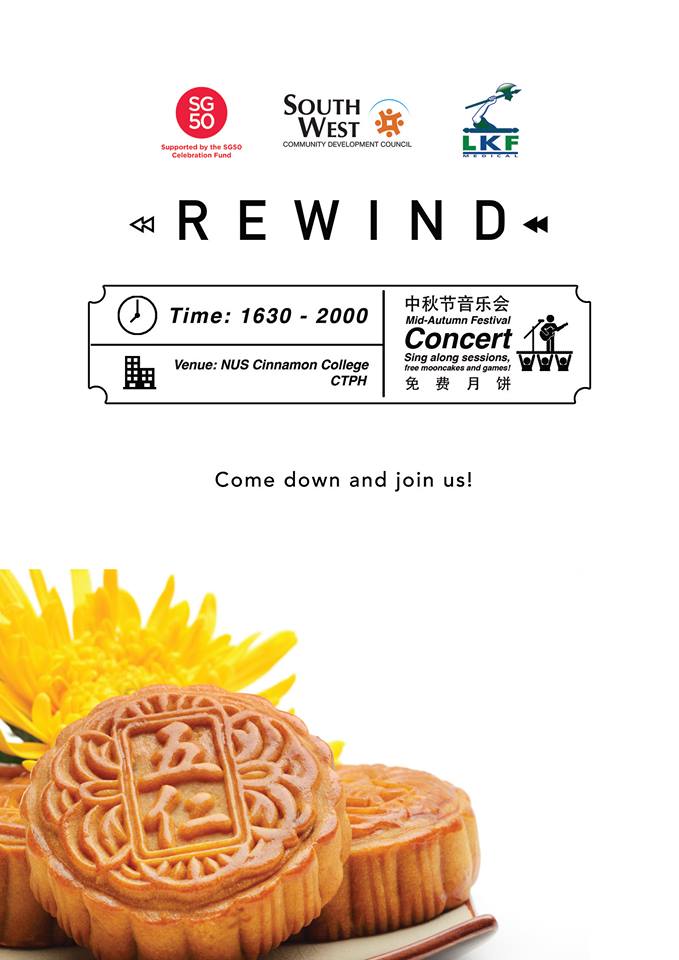 SG
50
Supported by the SG50
Celebration Fund
SOUTH
WEST
COMMUNITY DEVELOPMENT COUNCIL
LKF
MEDICAL
REWIND
Time: 1630 - 2000
Venue: NUS Cinnamon College
CTPH
中秋节音乐会
Mid-Autumn Festival
Concert
Sing along sessions,
free mooncakes and games!
免费月饼
Come down and join us!
五
仁